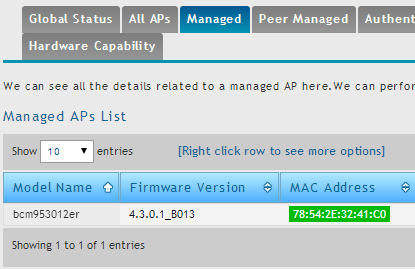 Global Status All APs Managed Peer Managed Authent
Hardware Capability
We can see all the details related to a managed AP here.We can perfor
Managed APs List
Show 10 entries [Right click row to see more options]
Model Name Firmware Version MAC Address
bcm953012er 4.3.0.1_B013 78:54:2E:32:41:C0
Showing 1 to 1 of 1 entries